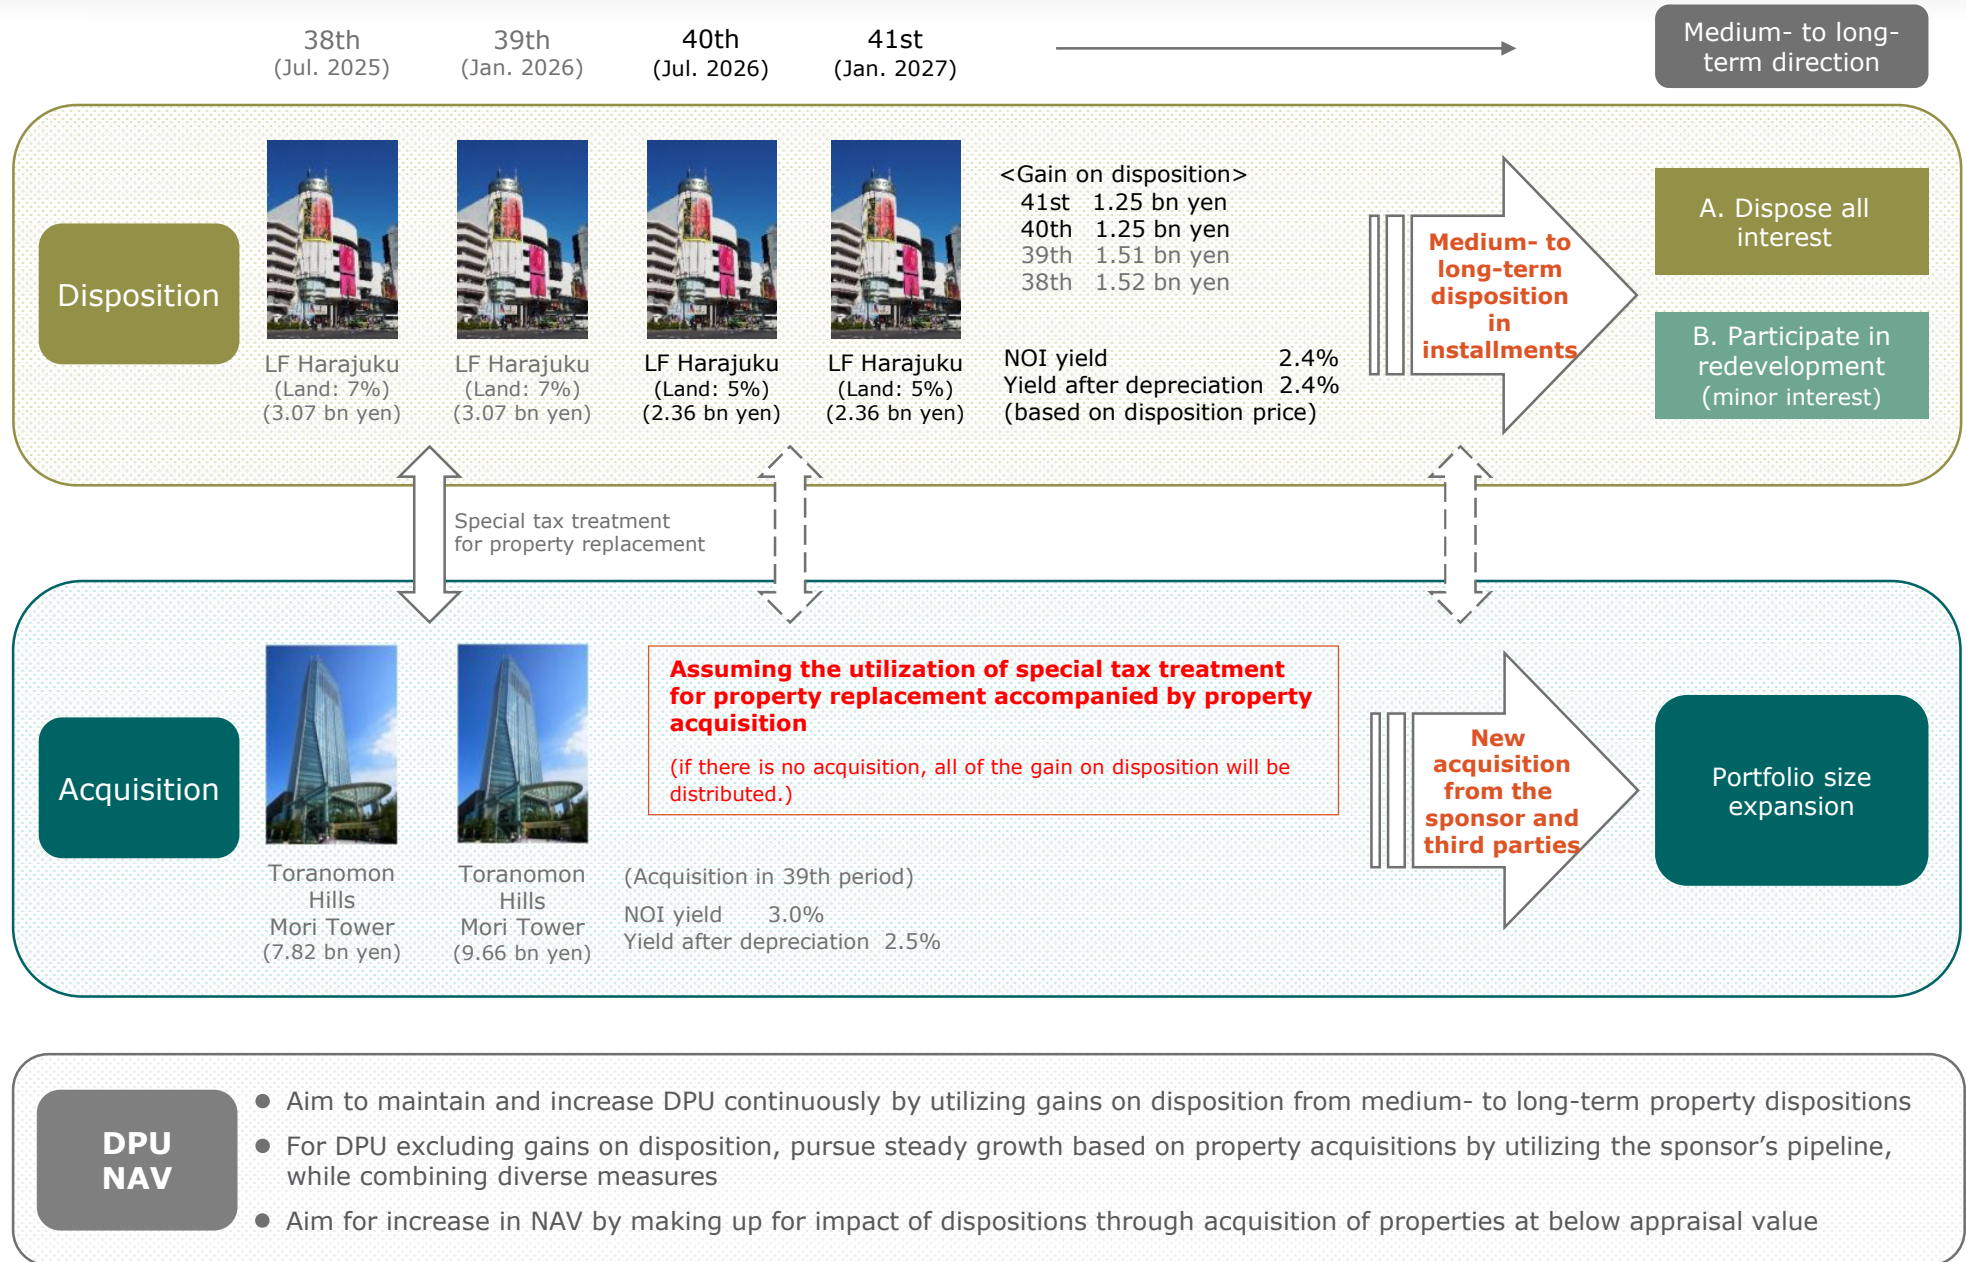 38th
(Jul. 2025)
39th
(Jan. 2026)
40th
(Jul. 2026)
41st
(Jan. 2027)
Medium- to long-
term direction
Disposition
LF Harajuku
(Land: 7%)
(3.07 bn yen)
LF Harajuku
(Land: 7%)
(3.07 bn yen)
LF Harajuku
(Land: 5%)
(2.36 bn yen)
LF Harajuku
(Land: 5%)
(2.36 bn yen)
<Gain on disposition>
41st 1.25 bn yen
40th 1.25 bn yen
39th 1.51 bn yen
38th 1.52 bn yen
NOI yield 2.4%
Yield after depreciation 2.4%
(based on disposition price)
Medium- to
long-term
disposition
in
installments
A. Dispose all
interest
B. Participate in
redevelopment
(minor interest)
Special tax treatment
for property replacement
Acquisition
Toranomon
Hills
Mori Tower
(7.82 bn yen)
Toranomon
Hills
Mori Tower
(9.66 bn yen)
Assuming the utilization of special tax treatment
for property replacement accompanied by property
acquisition
(if there is no acquisition, all of the gain on disposition will be
distributed.)
(Acquisition in 39th period)
NOI yield 3.0%
Yield after depreciation 2.5%
New
acquisition
from the
sponsor and
third parties
Portfolio size
expansion
DPU
NAV
● Aim to maintain and increase DPU continuously by utilizing gains on disposition from medium- to long-term property dispositions
● For DPU excluding gains on disposition, pursue steady growth based on property acquisitions by utilizing the sponsor’s pipeline,
while combining diverse measures
● Aim for increase in NAV by making up for impact of dispositions through acquisition of properties at below appraisal value